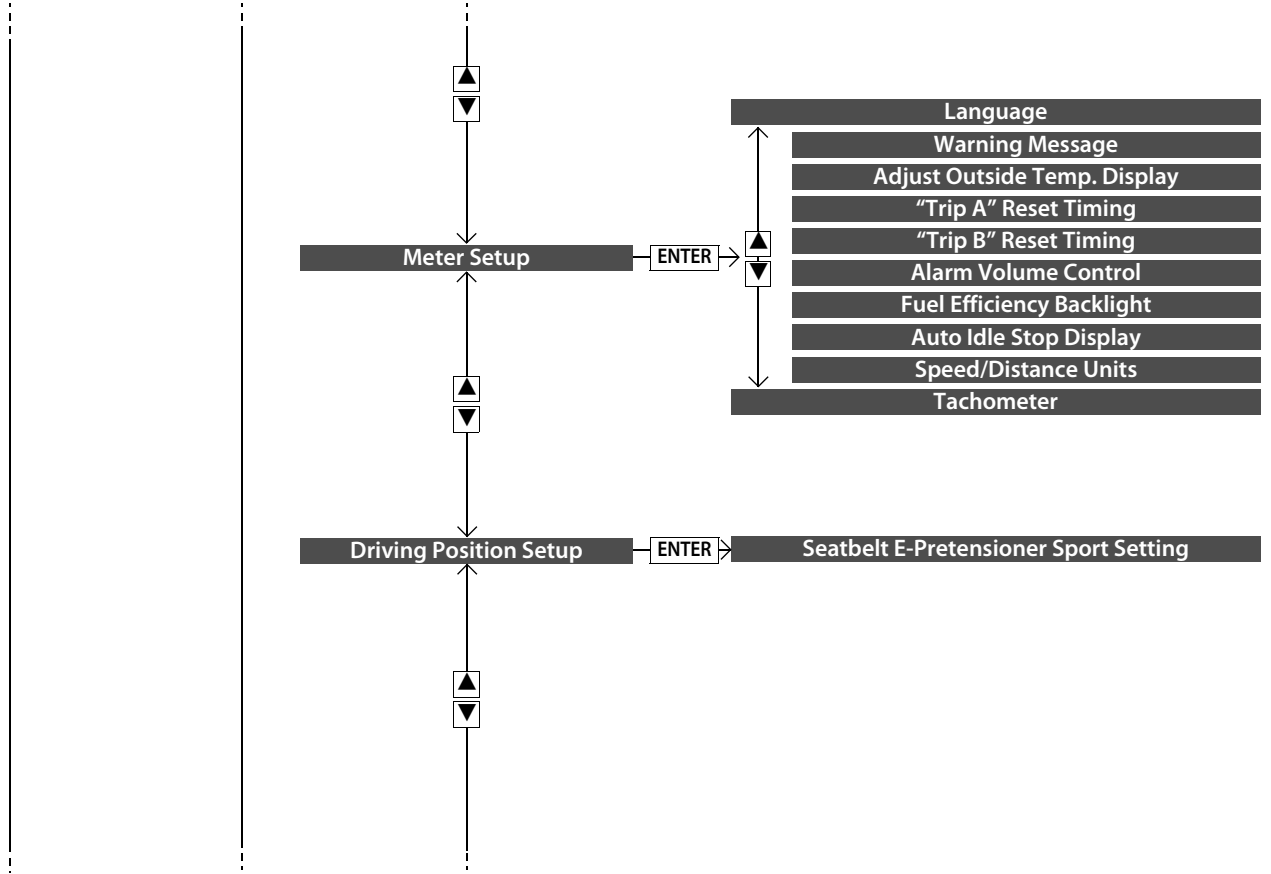 Language
Warning Message
Adjust Outside Temp. Display
“Trip A” Reset Timing
“Trip B” Reset Timing
Meter Setup
ENTER
Alarm Volume Control
Fuel Efficiency Backlight
Auto Idle Stop Display
Speed/Distance Units
Tachometer
Driving Position Setup
ENTER
Seatbelt E-Pretensioner Sport Setting